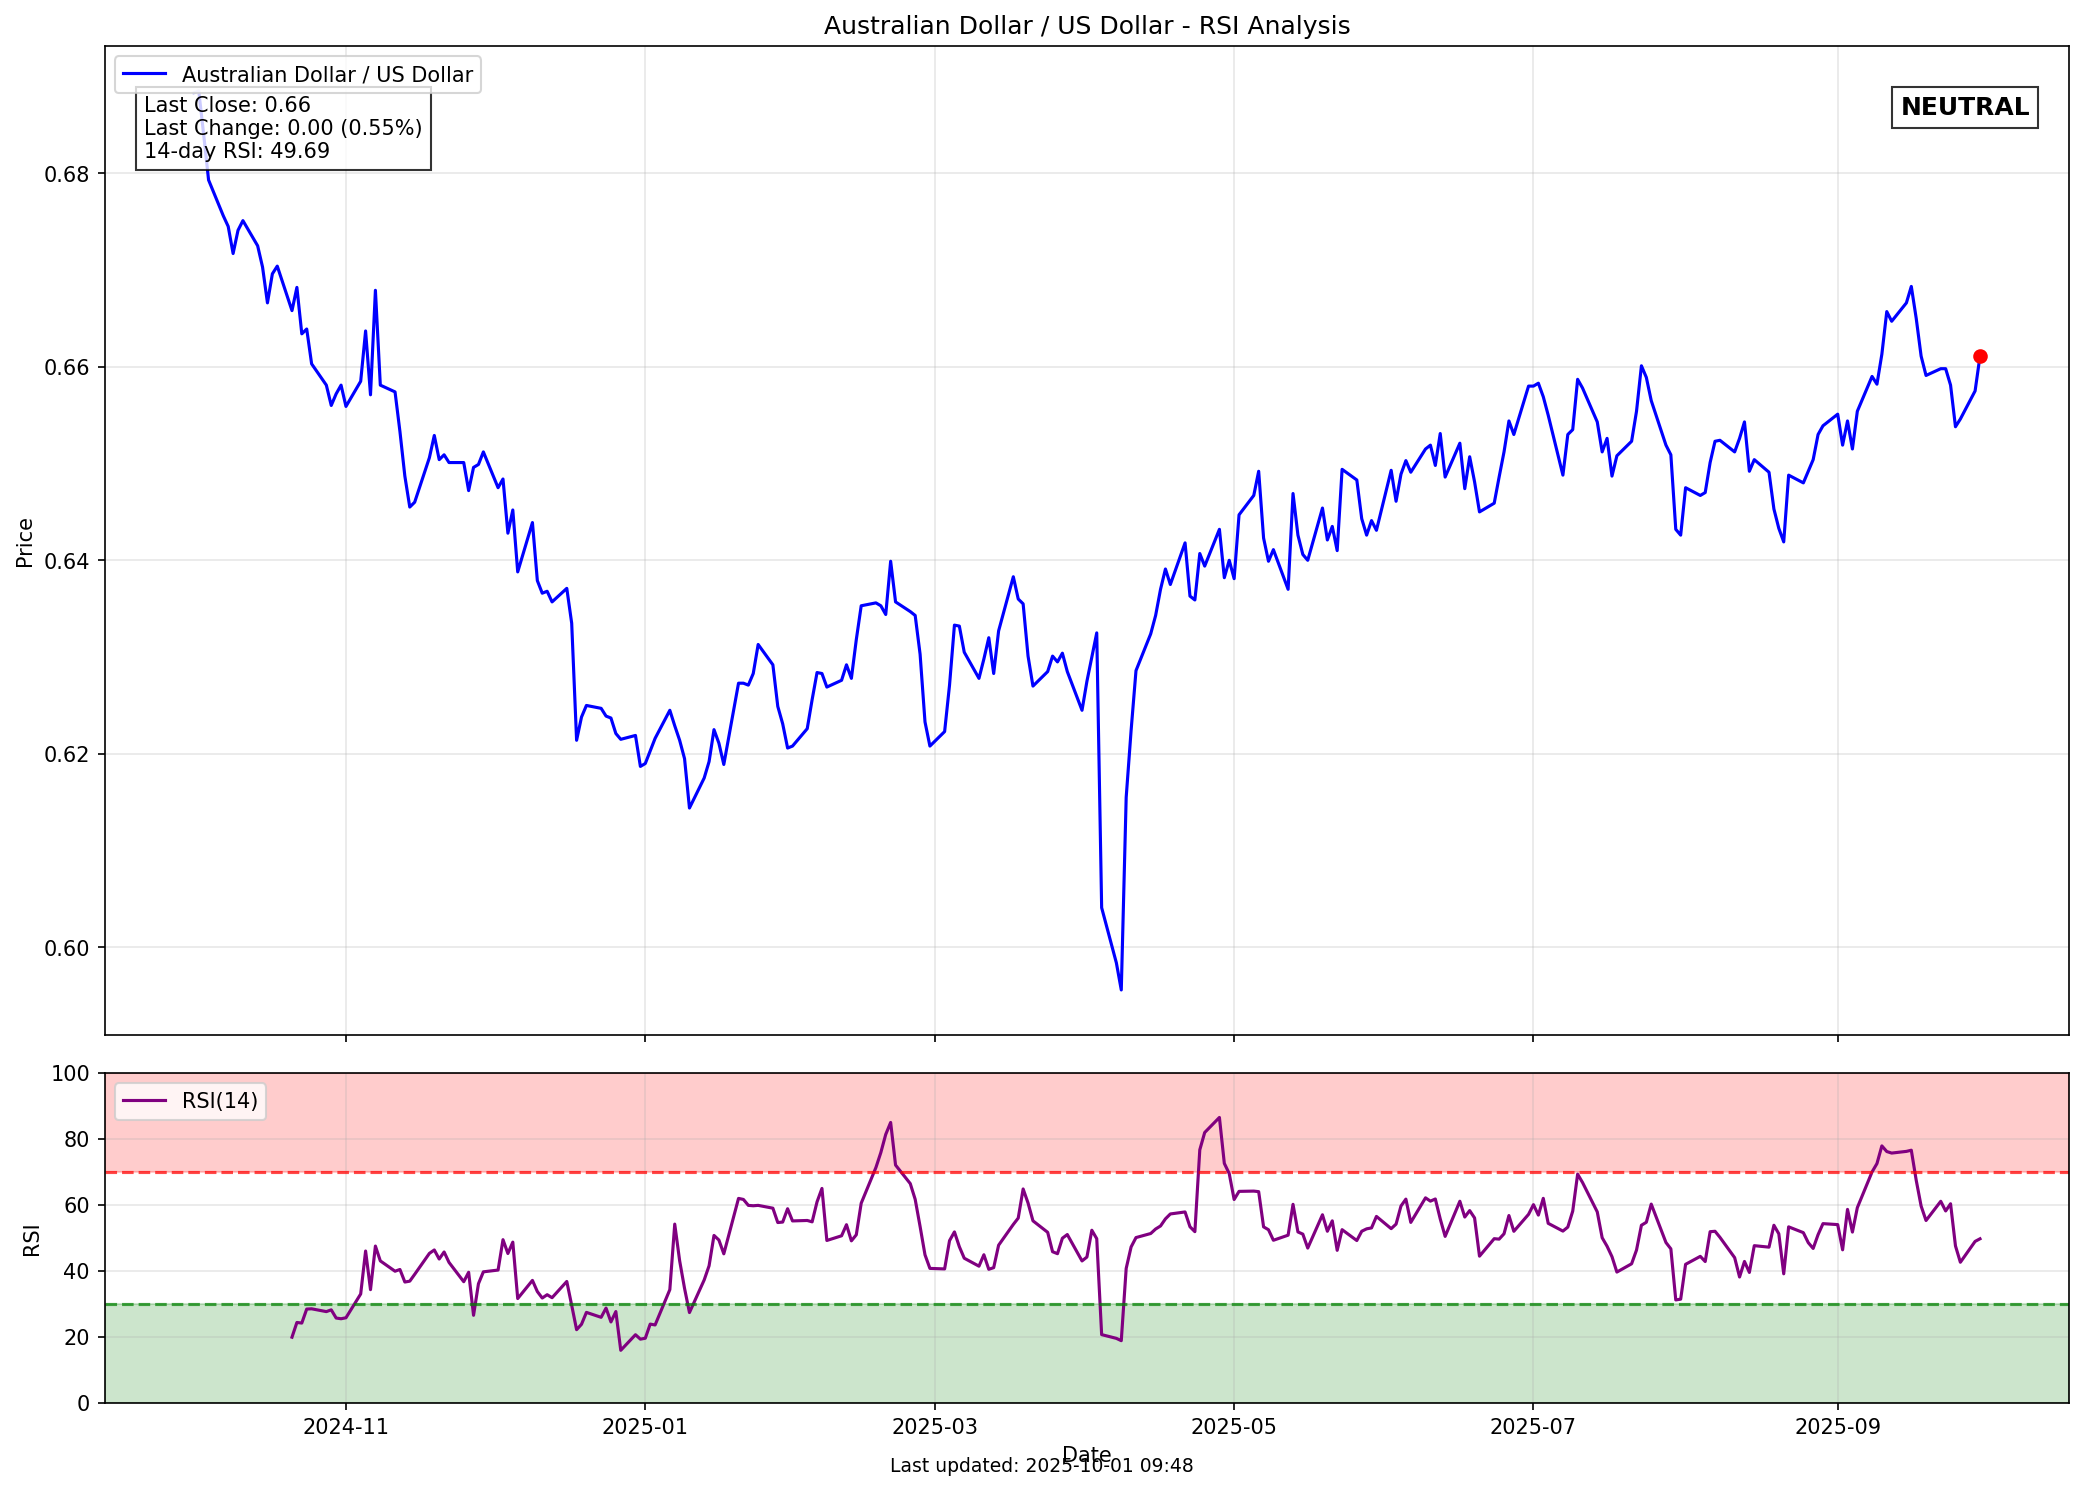 Australian Dollar / US Dollar - RSI Analysis
Australian Dollar / US Dollar
Last Close: 0.66
Last Change: 0.00 (0.55%)
14-day RSI: 49.69
NEUTRAL
0.68
0.66
0.64
0.62
0.60
Price
100
80
60
40
20
0
RSI
RSI(14)
2024-11
2025-01
2025-03
2025-05
2025-07
2025-09
Date
Last updated: 2025-10-01 09:48